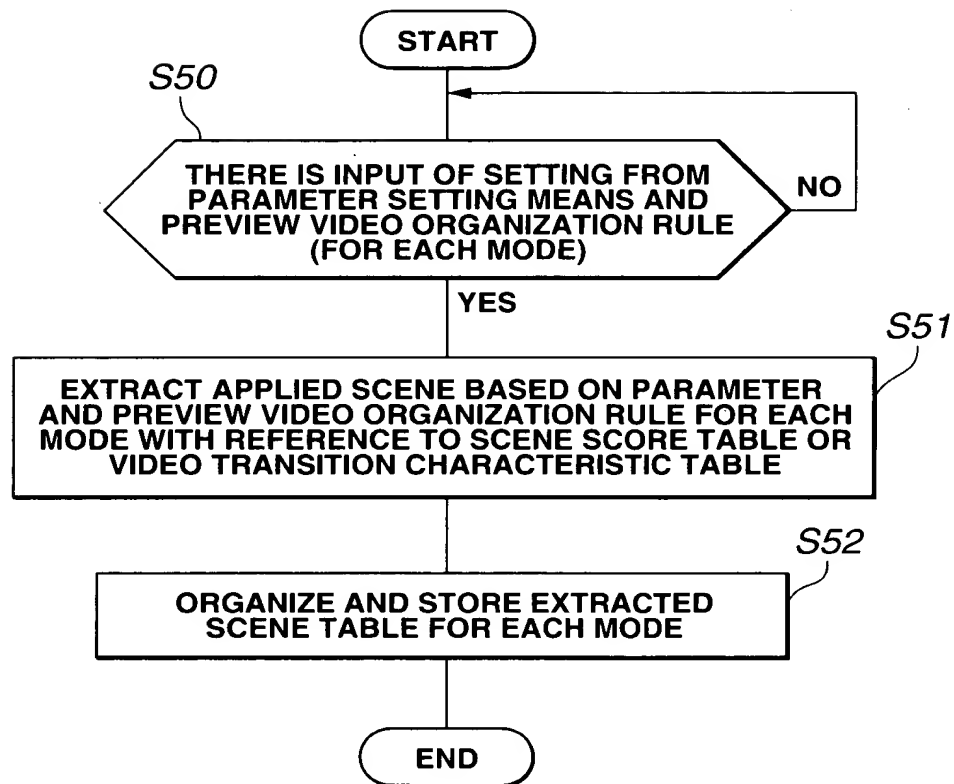 START
S50
THERE IS INPUT OF SETTING FROM
PARAMETER SETTING MEANS AND
PREVIEW VIDEO ORGANIZATION RULE
(FOR EACH MODE)
NO
YES
S51
EXTRACT APPLIED SCENE BASED ON PARAMETER
AND PREVIEW VIDEO ORGANIZATION RULE FOR EACH
MODE WITH REFERENCE TO SCENE SCORE TABLE OR
VIDEO TRANSITION CHARACTERISTIC TABLE
S52
ORGANIZE AND STORE EXTRACTED
SCENE TABLE FOR EACH MODE
END